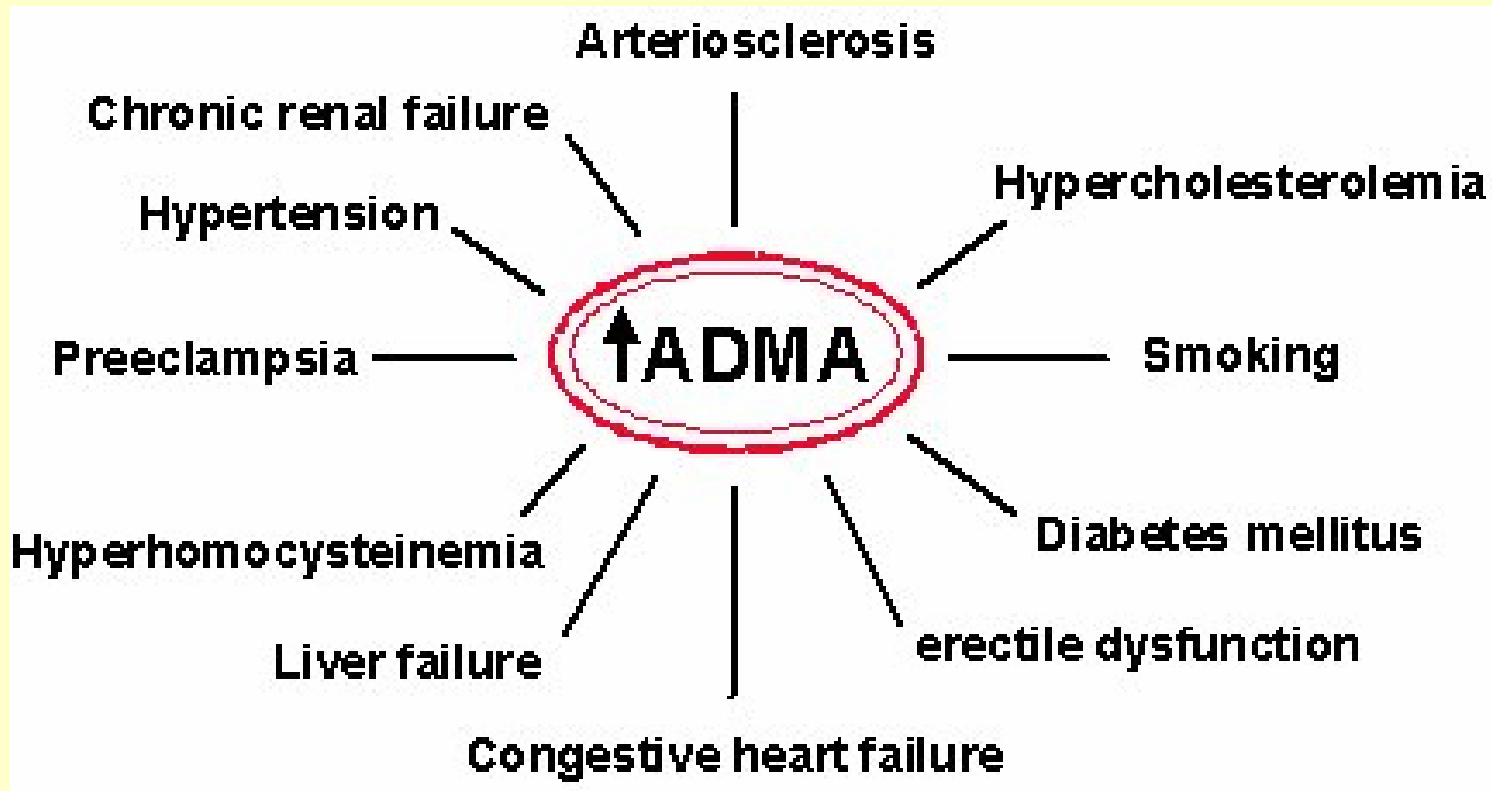 Arteriosclerosis
Chronic renal failure
Hypercholesterolemia
Hypertension
↑ADMA
Preeclampsia
Smoking
Hyperhomocysteinemia
Diabetes mellitus
Liver failure
erectile dysfunction
Congestive heart failure